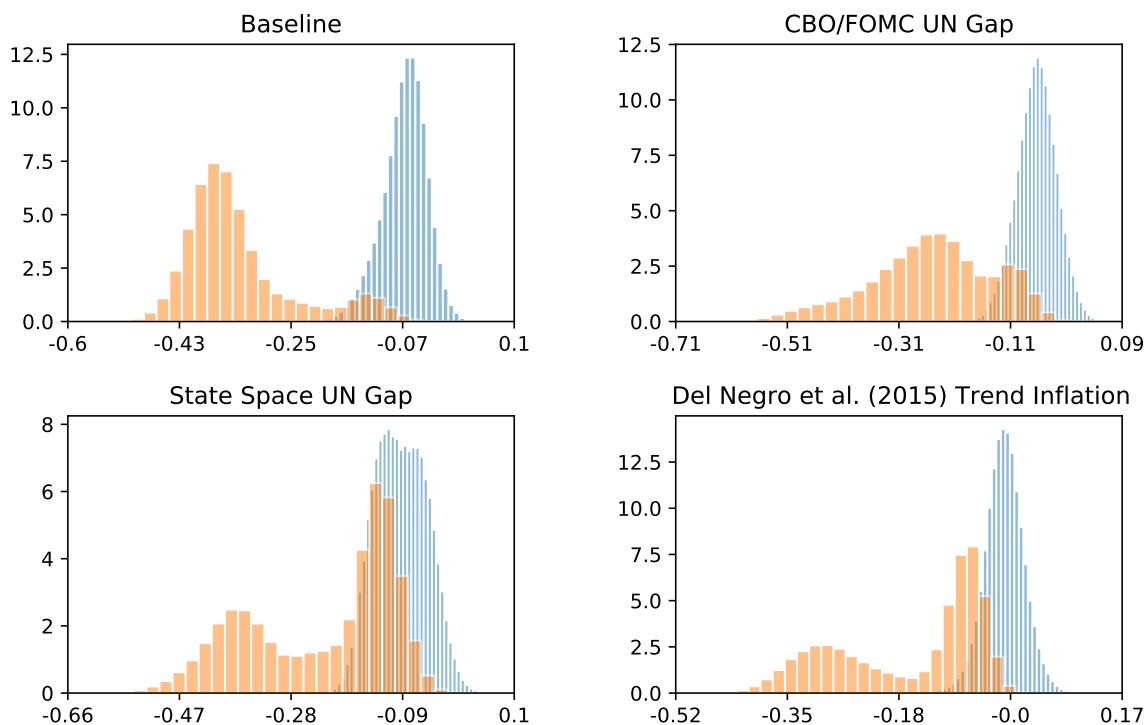 Baseline
12.5
10.0
7.5
5.0
2.5
0.0
-0.6 -0.43 -0.25 -0.07 0.1
CBO/FOMC UN Gap
12.5
10.0
7.5
5.0
2.5
0.0
-0.71 -0.51 -0.31 -0.11 0.09
State Space UN Gap
8
6
4
2
0
-0.66 -0.47 -0.28 -0.09 0.1
Del Negro et al. (2015) Trend Inflation
12.5
10.0
7.5
5.0
2.5
0.0
-0.52 -0.35 -0.18 -0.0 0.17